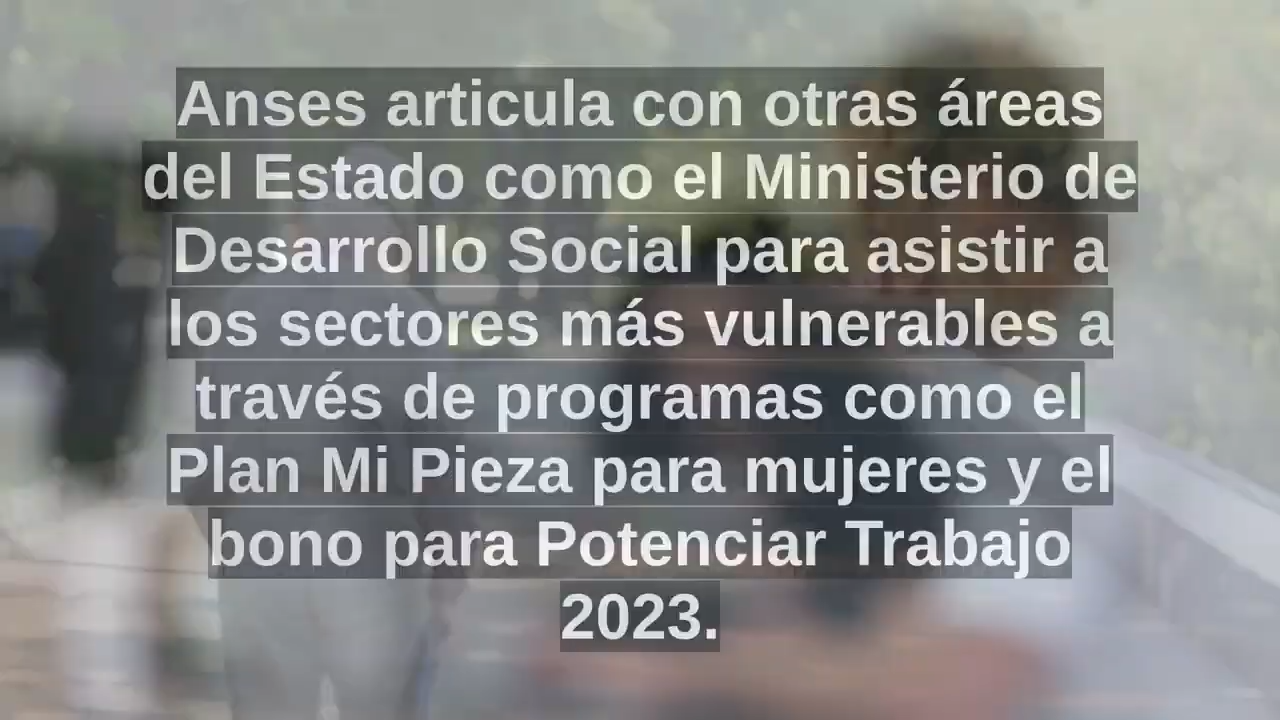 Anses articula con otras áreas
del Estado como el Ministerio de
Desarrollo Social para asistir a
los sectores más vulnerables a
través de programas como el
Plan Mi Pieza para mujeres y el
bono para Potenciar Trabajo
2023.